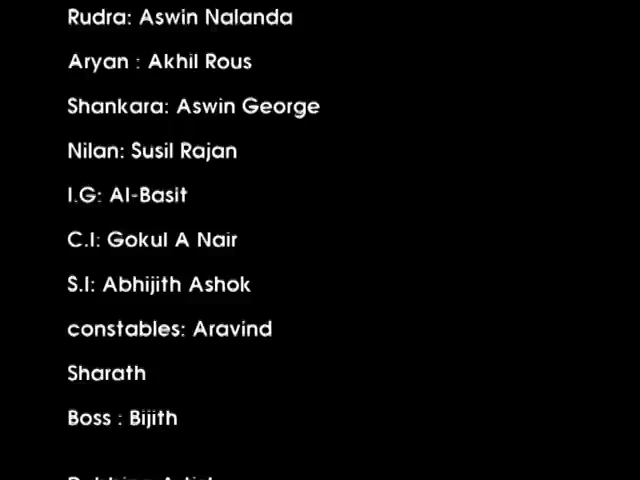 Rudra: Aswin Nalanda
Aryan : Akhil Rous
Shankara: Aswin George
Nilan: Susil Rajan
I.G: Al-Basit
C.I: Gokul A Nair
S.I: Abhijith Ashok
constables: Aravind
Sharath
Boss : Bijith